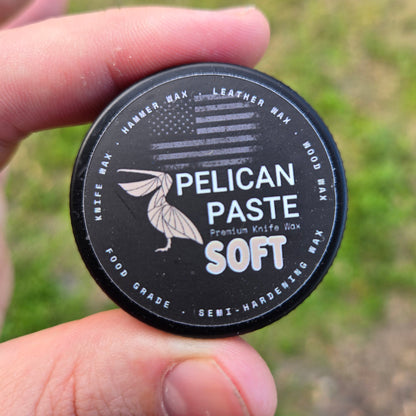 KNIFE WAX · HAMMER WAX · LEATHER WAX · WOOD WAX
PELICAN
PASTE
Premium Knife Wax
SOFT
FOOD GRADE · SEMI-HARDENING WAX